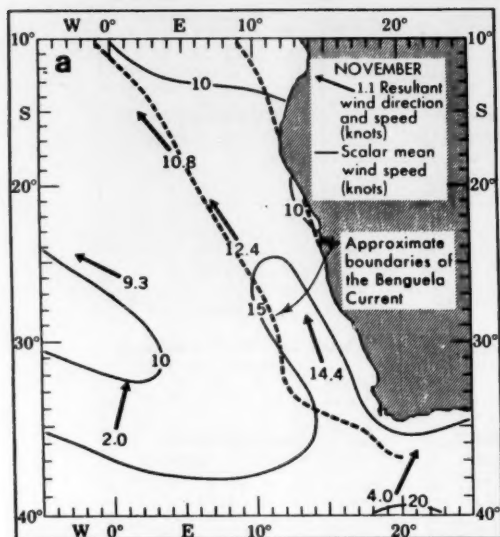 W 0° E 10° 20°
a
10°
S
20°
30°
40°
NOVEMBER
1.1 Resultant
wind direction
and speed
(knots)
Scalar mean
wind speed
(knots)
10
10.8
10
12.4
Approximate
boundaries of
the Benguela
Current
9.3
15
10
14.4
2.0
4.0
20
10°
S
20°
30°
40°
W 0° E 10° 20°